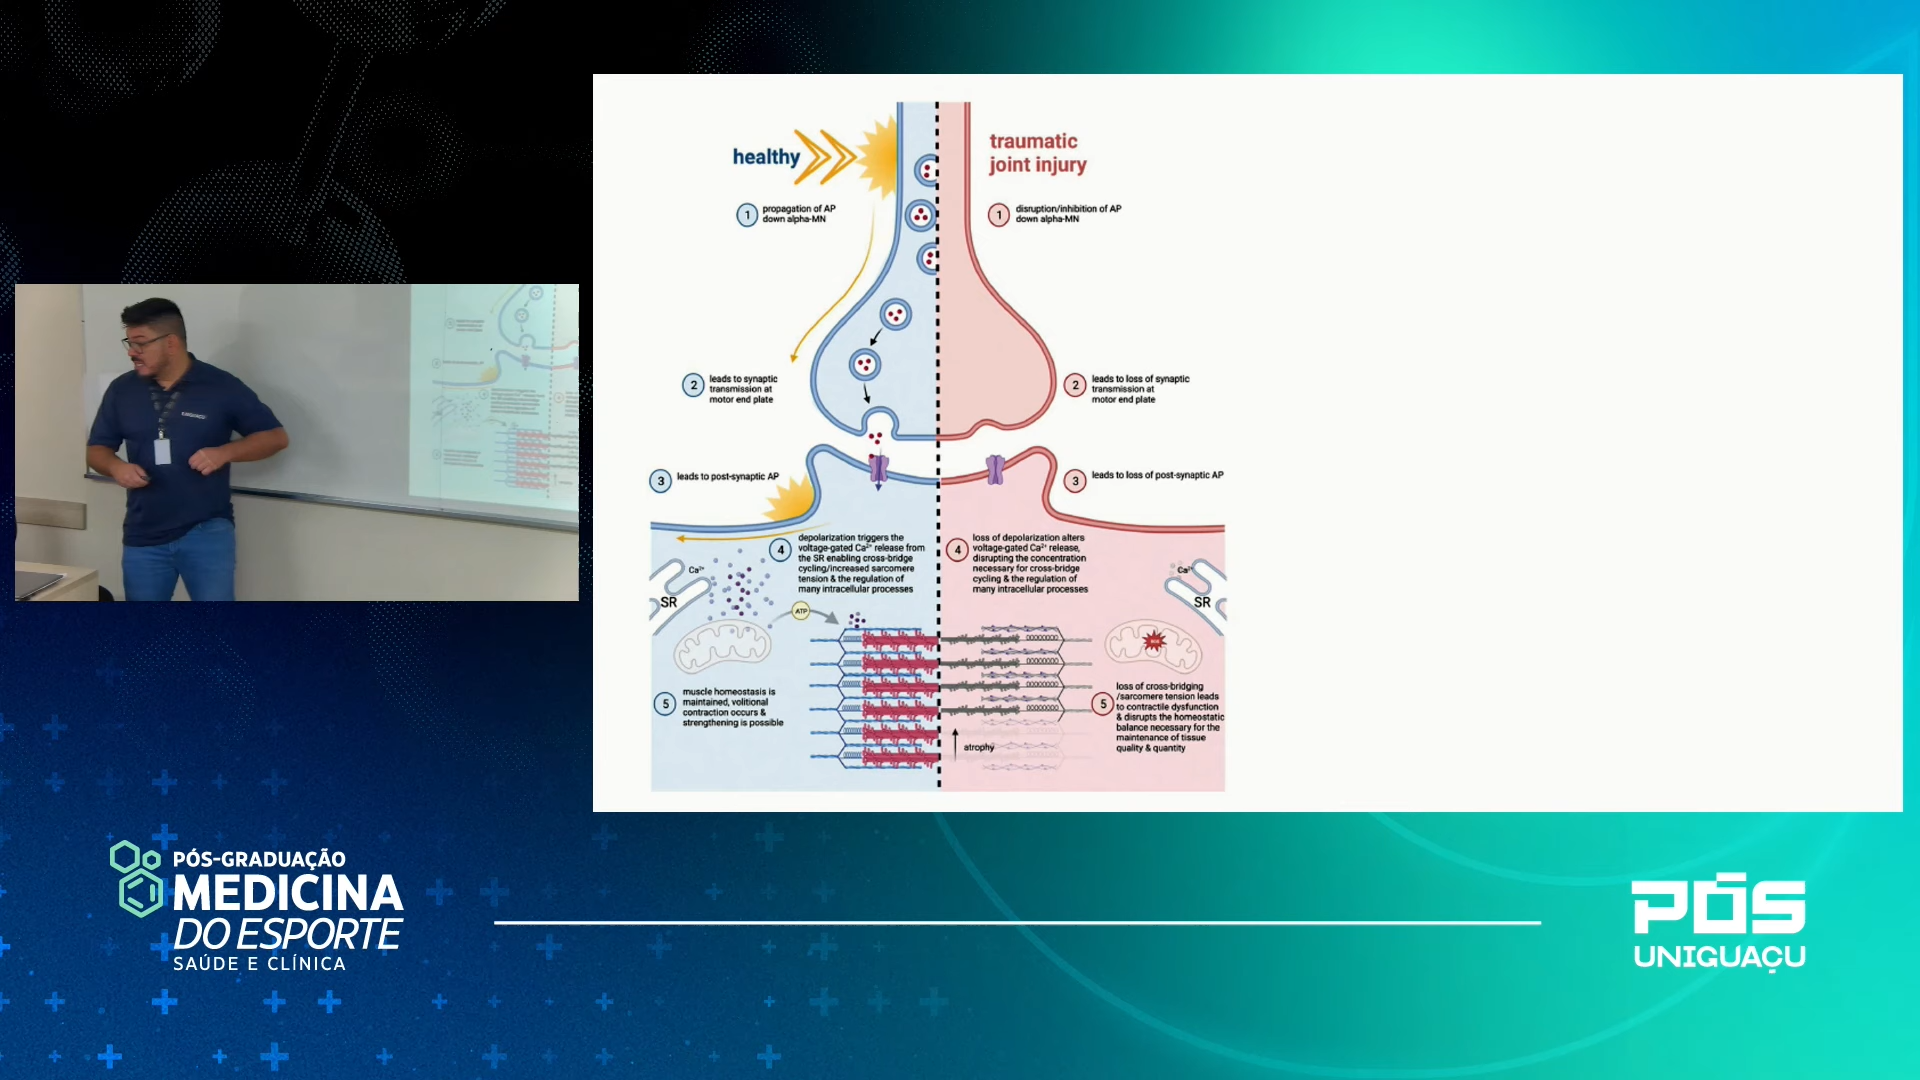 healthy
1
propagation of AP
down alpha-MN
2
leads to synaptic
transmission at
motor end plate
3
leads to post-synaptic AP
4
depolarization triggers the
voltage-gated Ca²⁺ release from
the SR enabling cross-bridge
cycling/increased sarcomere
tension & the regulation of
many intracellular processes
Ca²⁺
SR
ATP
5
muscle homeostasis is
maintained, volitional
contraction occurs &
strengthening is possible
traumatic
joint injury
1
disruption/inhibition of AP
down alpha-MN
2
leads to loss of synaptic
transmission at
motor end plate
3
leads to loss of post-synaptic AP
4
loss of depolarization alters
voltage-gated Ca²⁺ release,
disrupting the concentration
necessary for cross-bridge
cycling & the regulation of
many intracellular processes
Ca²⁺
SR
5
loss of cross-bridging
/sarcomere tension leads
to contractile dysfunction
& disrupts the homeostatic
balance necessary for the
maintenance of tissue
quality & quantity
atrophy
PÓS-GRADUAÇÃO
MEDICINA
DO ESPORTE
SAÚDE E CLÍNICA
PÓS
UNIGUAÇU